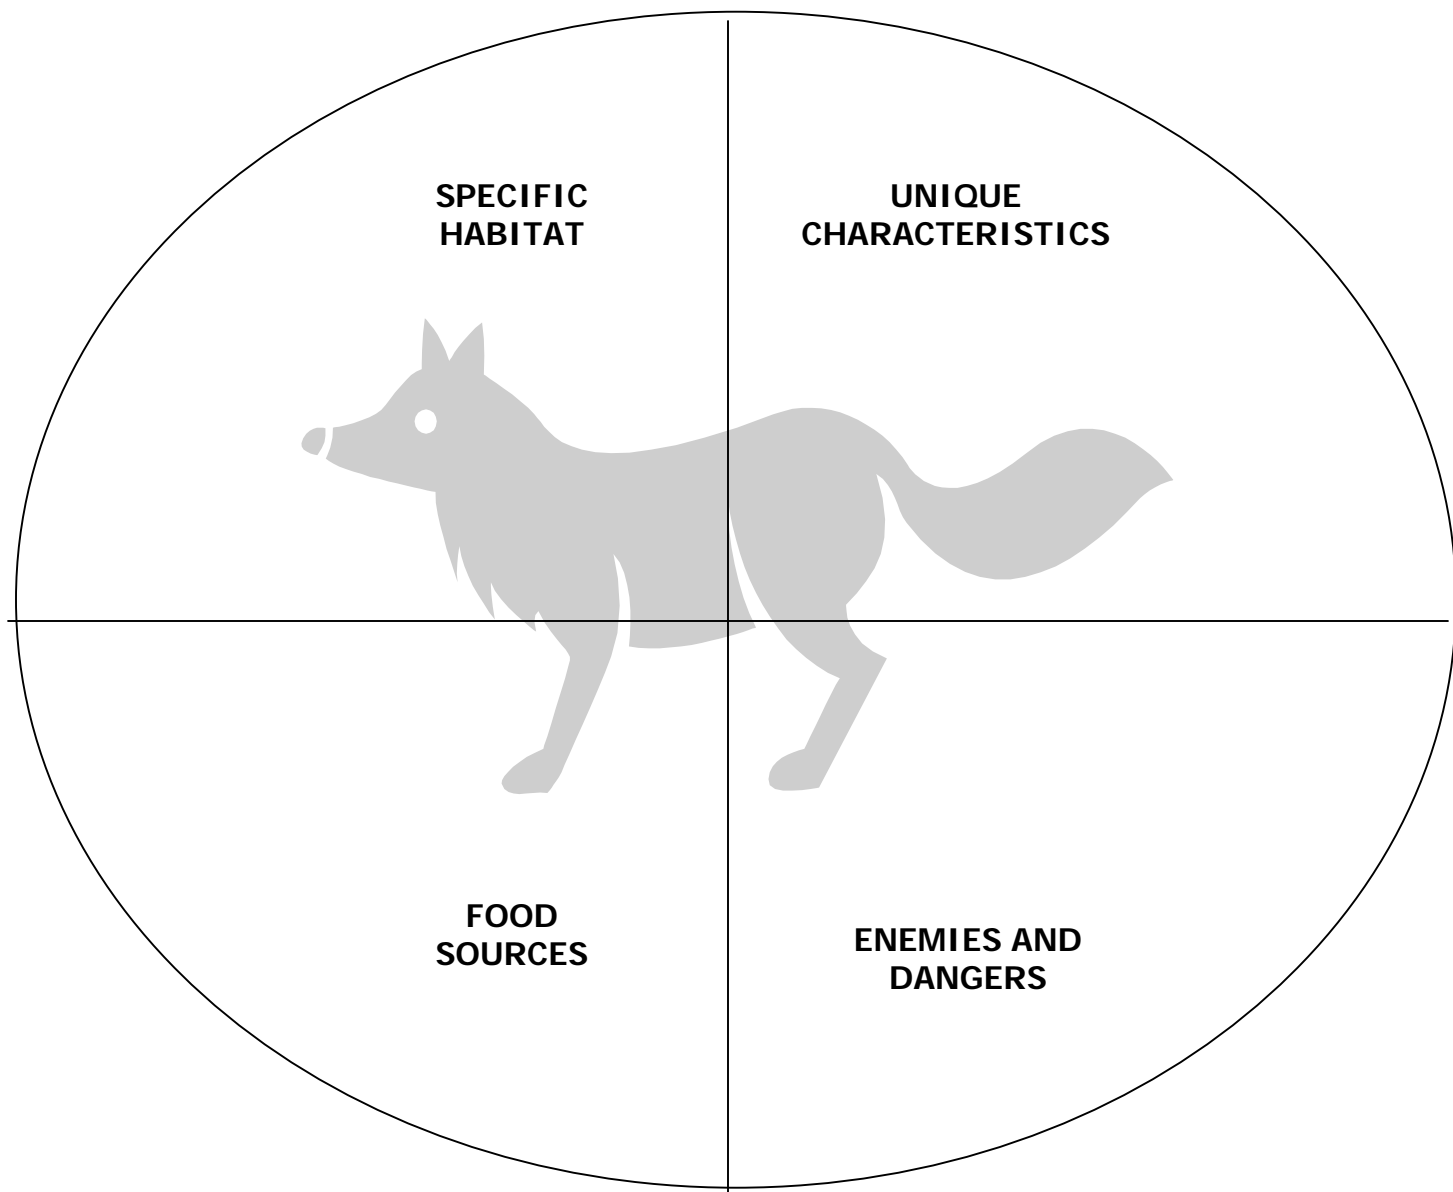 SPECIFIC
HABITAT
UNIQUE
CHARACTERISTICS
FOOD
SOURCES
ENEMIES AND
DANGERS